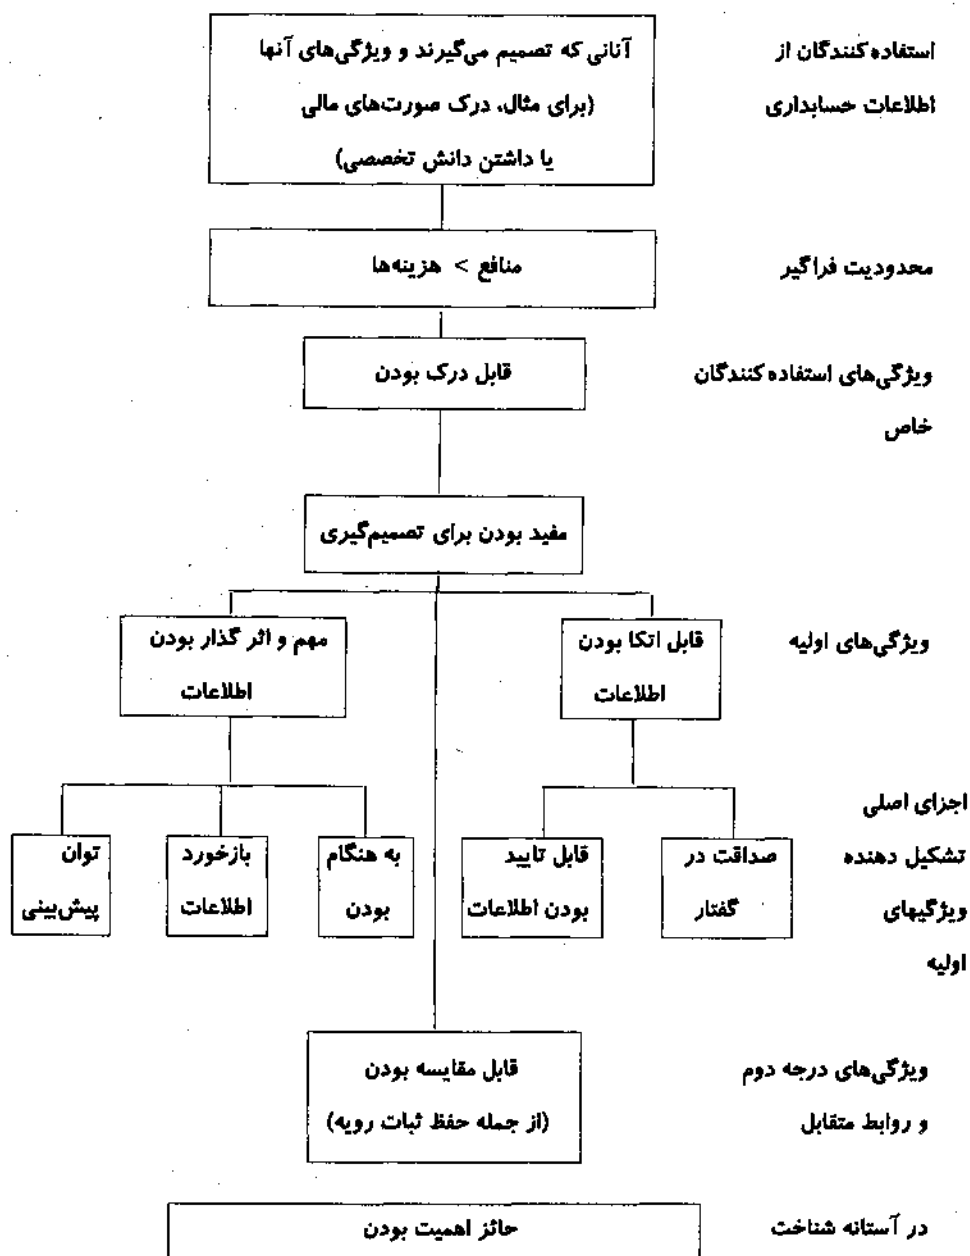 استفاده‌کنندگان از
اطلاعات حسابداری
آنانی که تصمیم می‌گیرند و ویژگی‌های آنها
(برای مثال، درک صورت‌های مالی
یا داشتن دانش تخصصی)
محدودیت فراگیر
منافع > هزینه‌ها
ویژگی‌های استفاده‌کنندگان
خاص
قابل درک بودن
مفید بودن برای تصمیم‌گیری
ویژگی‌های اولیه
قابل اتکا بودن
اطلاعات
مهم و اثر گذار بودن
اطلاعات
اجزای اصلی
تشکیل دهنده
ویژگیهای
اولیه
صداقت در
گفتار
قابل تایید
بودن اطلاعات
به هنگام
بودن
بازخورد
اطلاعات
توان
پیش‌بینی
ویژگی‌های درجه دوم
و روابط متقابل
قابل مقایسه بودن
(از جمله حفظ ثبات رویه)
در آستانه شناخت
حائز اهمیت بودن